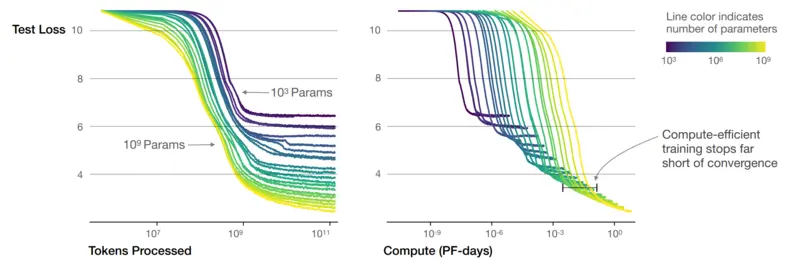 Test Loss
10
8
6
4
10³ Params
10⁹ Params
10⁷
10⁹
10¹¹
Tokens Processed
10
8
6
4
10⁻⁹
10⁻⁶
10⁻³
10⁰
Compute (PF-days)
Line color indicates
number of parameters
10³
10⁶
10⁹
Compute-efficient
training stops far
short of convergence